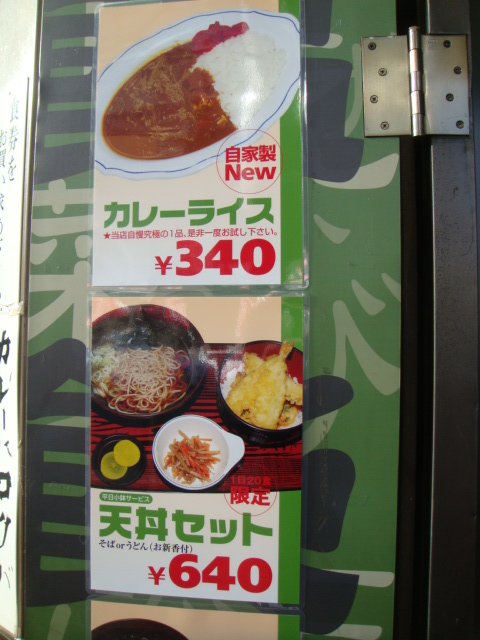 自家製
New
カレーライス
★当店自慢究極の1品、是非一度お試し下さい。
¥340
1日20食
限定
平日小鉢サービス
天丼セット
そばorうどん(お新香付)
¥640